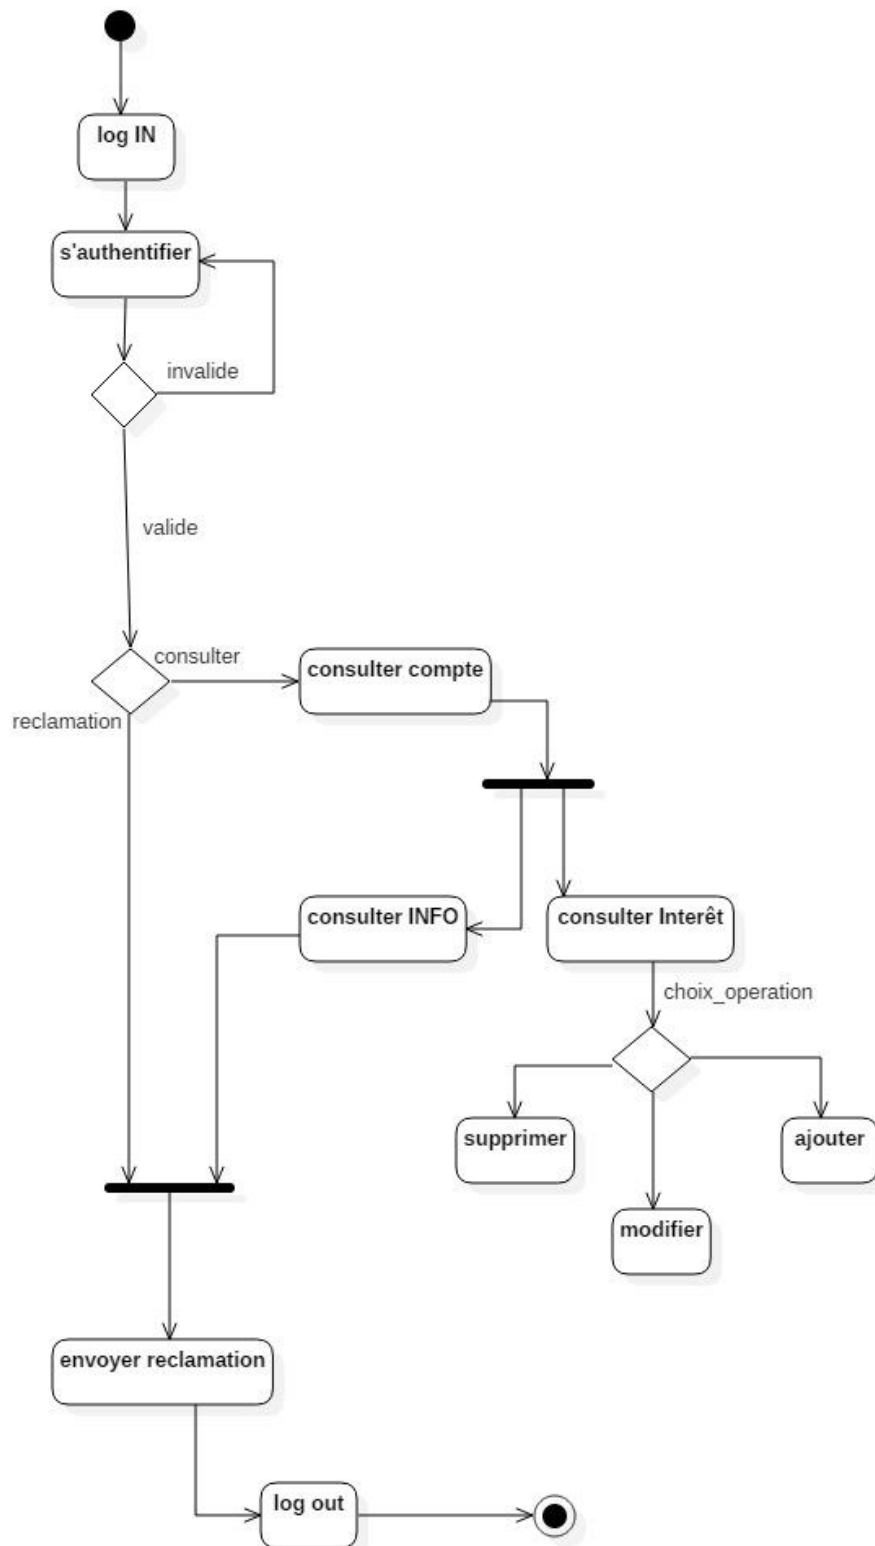 log IN
s'authentifier
invalide
valide
consulter
consulter compte
reclamation
consulter INFO
consulter Interêt
choix_operation
supprimer
ajouter
modifier
envoyer reclamation
log out